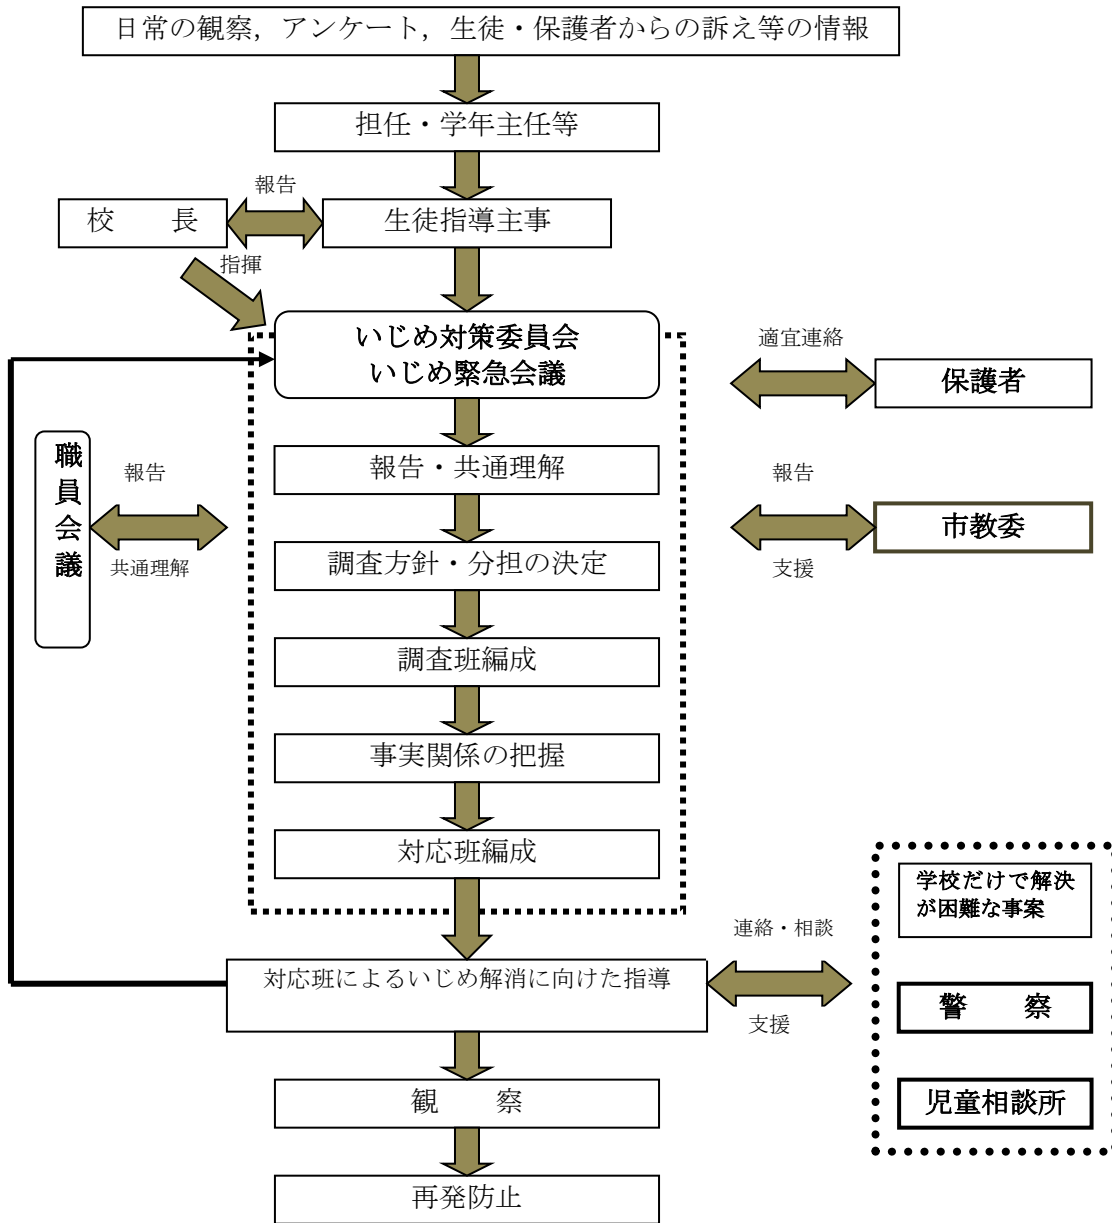 日常の観察，アンケート，生徒・保護者からの訴え等の情報
担任・学年主任等
報告
校　　長
生徒指導主事
指揮
いじめ対策委員会
いじめ緊急会議
適宜連絡
保護者
職員会議
報告
共通理解
報告・共通理解
報告
市教委
支援
調査方針・分担の決定
調査班編成
事実関係の把握
対応班編成
学校だけで解決
が困難な事案
連絡・相談
対応班によるいじめ解消に向けた指導
支援
警　　察
児童相談所
観　　察
再発防止